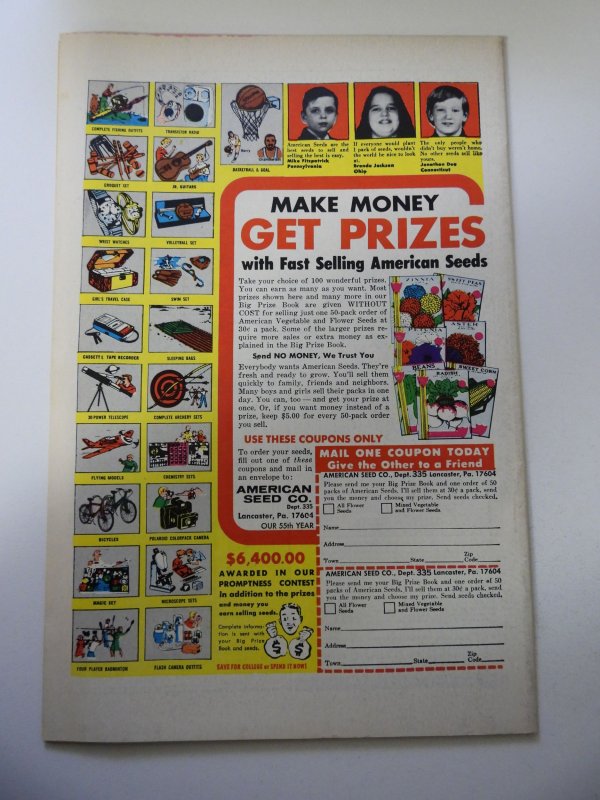 COMPLETE FISHING OUTFITS
TRANSISTOR RADIO
CROQUET SET
JR. GUITARS
WRIST WATCHES
VOLLEYBALL SET
GIRL'S TRAVEL CASE
SWIM SET
CASSETTE TAPE RECORDER
SLEEPING BAGS
30-POWER TELESCOPE
COMPLETE ARCHERY SETS
FLYING MODELS
CHEMISTRY SETS
BICYCLES
POLAROID COLORPACK CAMERA
MAGIC KIT
MICROSCOPE SETS
FOUR PLAYER BADMINTON
FLASH CAMERA OUTFITS
BASKETBALL & GOAL
American Seeds are the
best seeds to sell and
selling the best is easy.
Mike Fitzpatrick
Pennsylvania
If everyone would plant
1 pack of seeds, wouldn't
the world be nice to look
at.
Brenda Jackson
Ohio
The only people who
didn't buy weren't home.
No other seeds sell like
yours.
Jonathan Dee
Connecticut
MAKE MONEY
GET PRIZES
with Fast Selling American Seeds
Take your choice of 100 wonderful prizes.
You can earn as many as you want. Most
prizes shown here and many more in our
Big Prize Book are given WITHOUT
COST for selling just one 50-pack order of
American Vegetable and Flower Seeds at
30¢ a pack. Some of the larger prizes
require more sales or extra money as ex-
plained in the Big Prize Book.
Send NO MONEY, We Trust You
Everybody wants American Seeds. They're
fresh and ready to grow. You'll sell them
quickly to family, friends and neighbors.
Many boys and girls sell their packs in one
day. You can, too — and get your prize at
once. Or, if you want money instead of a
prize, keep $5.00 for every 50-pack order
you sell.
ZINNIA
SWEET PEAS
PETUNIA
ASTER
BEANS
RADISH
SWEET CORN
USE THESE COUPONS ONLY
To order your seeds,
fill out one of these
coupons and mail in
an envelope to:
AMERICAN
SEED CO.
Dept. 335
Lancaster, Pa. 17604
OUR 55th YEAR
$6,400.00
AWARDED IN OUR
PROMPTNESS CONTEST
in addition to the prizes
and money you
earn selling seeds.
Complete informa-
tion is sent with
your Big Prize
Book and seeds.
$ $
SAVE FOR COLLEGE or SPEND IT NOW!
MAIL ONE COUPON TODAY
Give the Other to a Friend
AMERICAN SEED CO., Dept. 335 Lancaster, Pa. 17604
Please send me your Big Prize Book and one order of 50
packs of American Seeds. I'll sell them at 30¢ a pack, send
you the money and choose my prize. Send seeds checked.
All Flower
Seeds
Mixed Vegetable
and Flower Seeds
Name
Address
Town State Zip Code
AMERICAN SEED CO., Dept. 335 Lancaster, Pa. 17604
Please send me your Big Prize Book and one order of 50
packs of American Seeds, I'll sell them at 30¢ a pack, send
you the money and choose my prize. Send seeds checked.
All Flower
Seeds
Mixed Vegetable
and Flower Seeds
Name
Address
Town State Zip Code